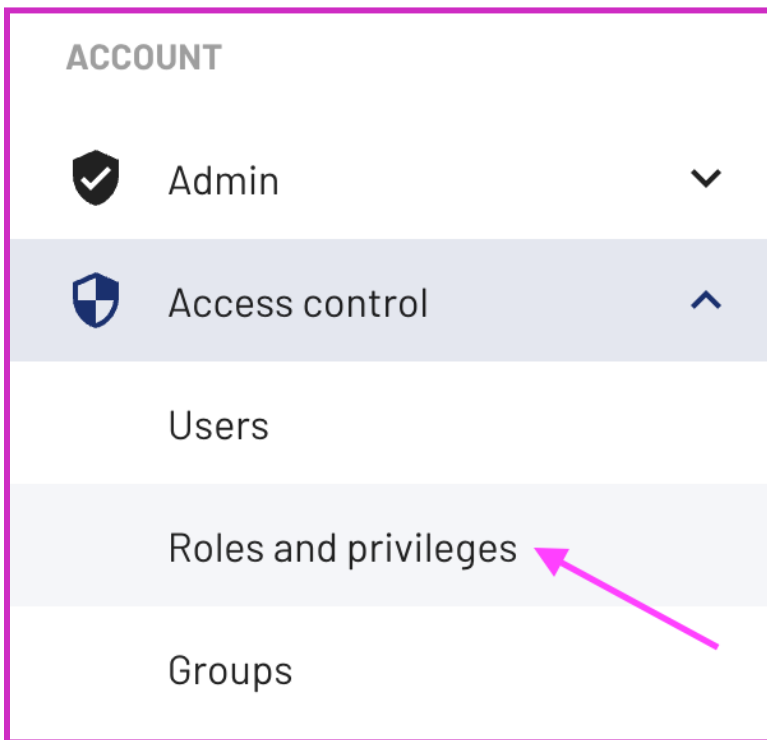 ACCOUNT
Admin
Access control
Users
Roles and privileges
Groups